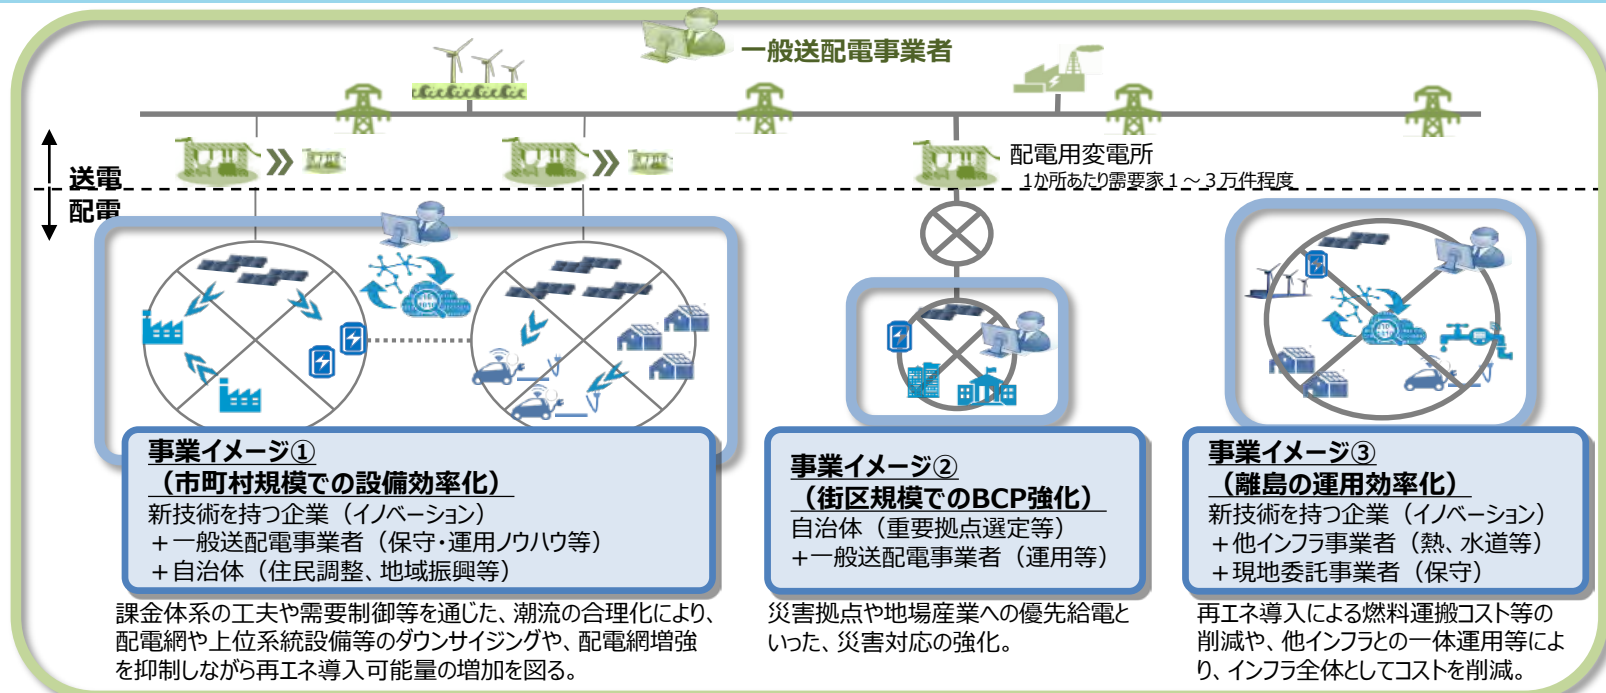 一般送配電事業者
送電
配電
配電用変電所
1か所あたり需要家１～３万件程度
事業イメージ①
（市町村規模での設備効率化）
新技術を持つ企業（イノベーション）
＋一般送配電事業者（保守・運用ノウハウ等）
＋自治体（住民調整、地域振興等）
課金体系の工夫や需要制御等を通じた、潮流の合理化により、
配電網や上位系統設備等のダウンサイジングや、配電網増強
を抑制しながら再エネ導入可能量の増加を図る。
事業イメージ②
（街区規模でのBCP強化）
自治体（重要拠点選定等）
＋一般送配電事業者（運用等）
災害拠点や地場産業への優先給電と
いった、災害対応の強化。
事業イメージ③
（離島の運用効率化）
新技術を持つ企業（イノベーション）
＋他インフラ事業者（熱、水道等）
＋現地委託事業者（保守）
再エネ導入による燃料運搬コスト等の
削減や、他インフラとの一体運用等によ
り、インフラ全体としてコストを削減。